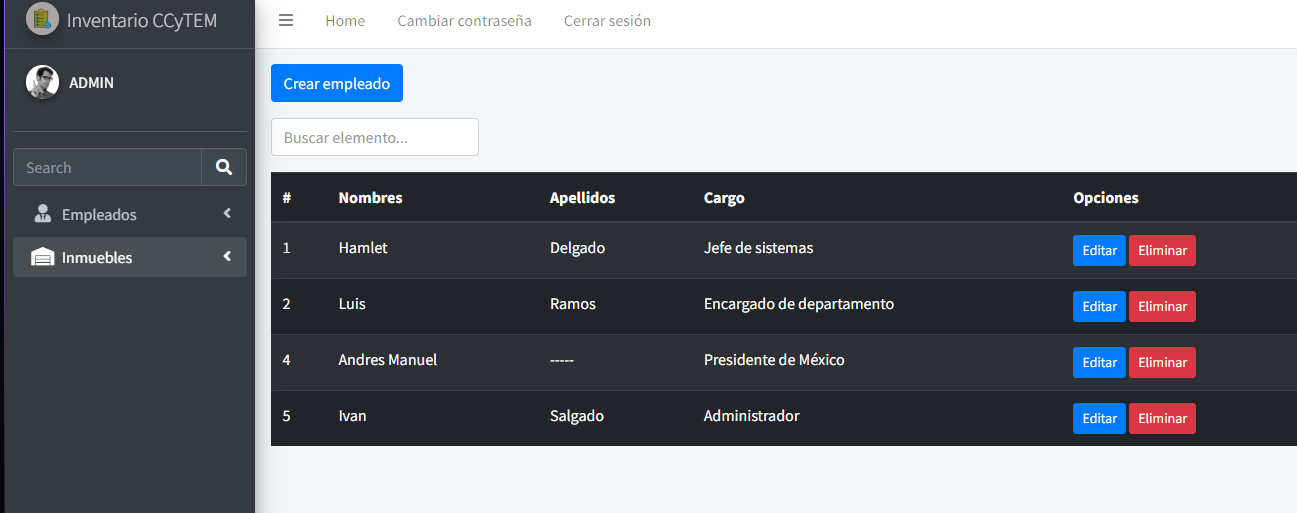 Inventario CCyTEM
Home Cambiar contraseña Cerrar sesión
ADMIN
Search
Empleados
Inmuebles
Crear empleado
Buscar elemento...
# Nombres Apellidos Cargo Opciones
1 Hamlet Delgado Jefe de sistemas Editar Eliminar
2 Luis Ramos Encargado de departamento Editar Eliminar
4 Andres Manuel ----- Presidente de México Editar Eliminar
5 Ivan Salgado Administrador Editar Eliminar